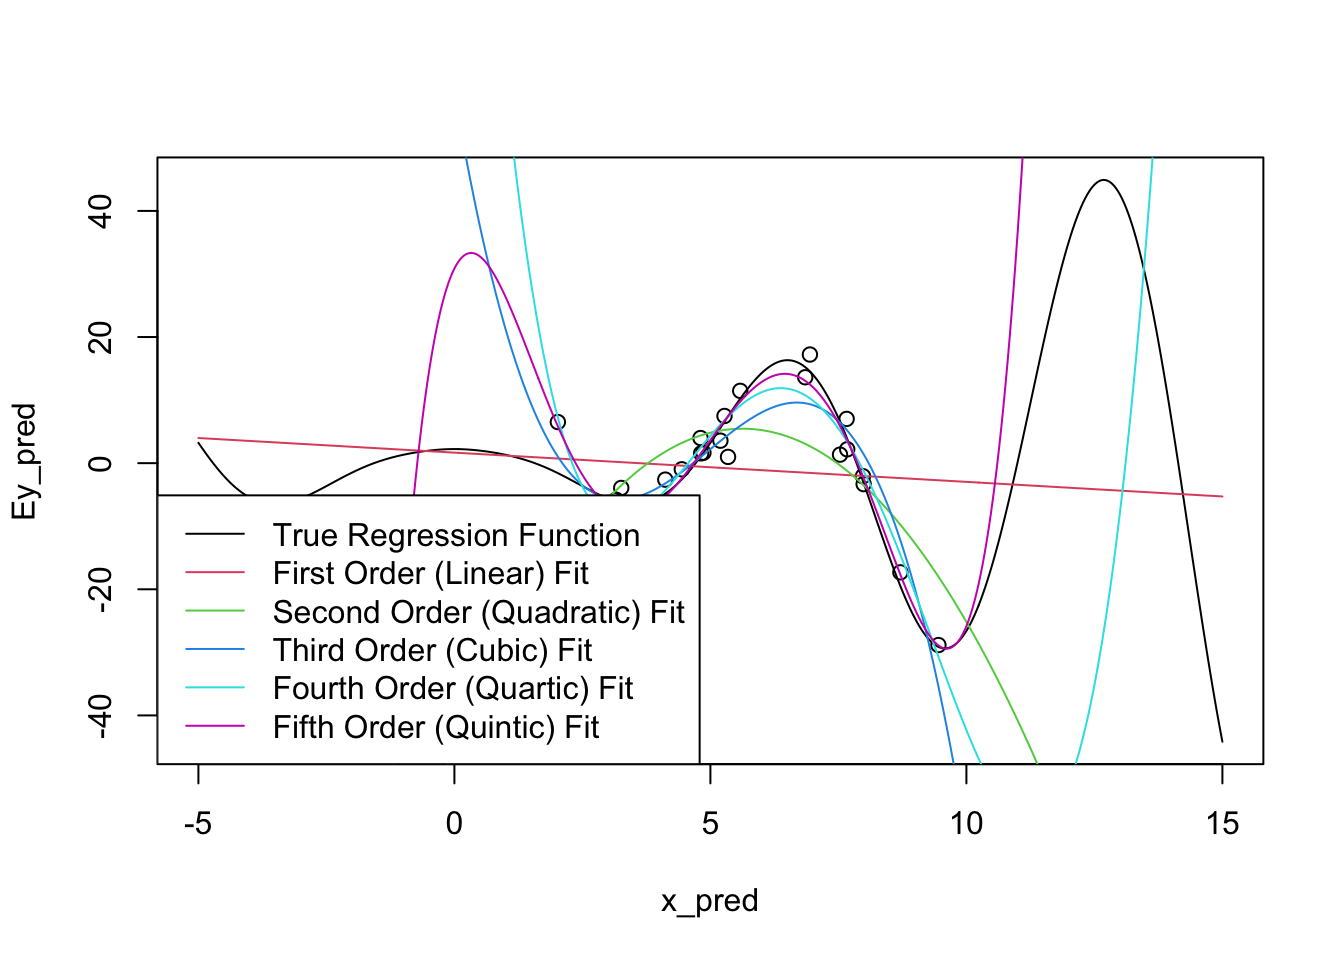 Ey_pred
40
20
0
-20
-40
True Regression Function
First Order (Linear) Fit
Second Order (Quadratic) Fit
Third Order (Cubic) Fit
Fourth Order (Quartic) Fit
Fifth Order (Quintic) Fit
-5 0 5 10 15
x_pred